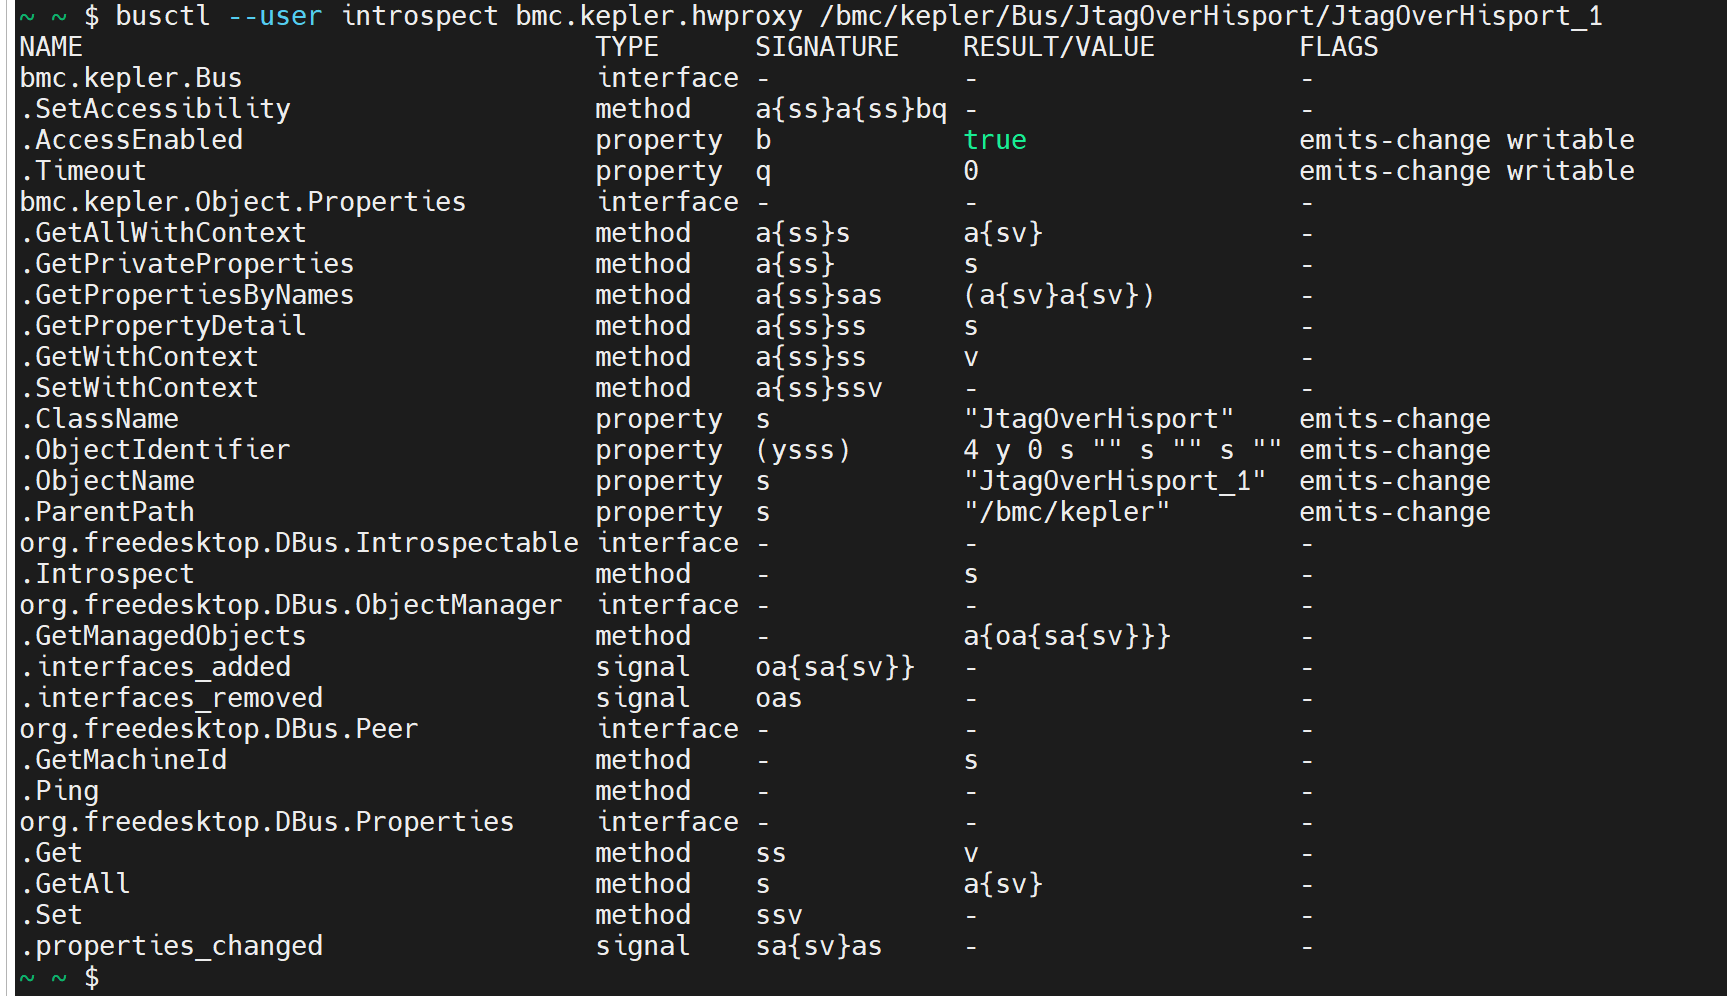 ~ ~ $ busctl --user introspect bmc.kepler.hwproxy /bmc/kepler/Bus/JtagOverHisport/JtagOverHisport_1
NAME                                TYPE      SIGNATURE    RESULT/VALUE         FLAGS
bmc.kepler.Bus                      interface -            -                    -
.SetAccessibility                   method    a{ss}a{ss}bq -                    -
.AccessEnabled                      property  b            true                 emits-change writable
.Timeout                            property  q            0                    emits-change writable
bmc.kepler.Object.Properties        interface -            -                    -
.GetAllWithContext                  method    a{ss}s       a{sv}                -
.GetPrivateProperties               method    a{ss}        s                    -
.GetPropertiesByNames               method    a{ss}sas     (a{sv}a{sv})         -
.GetPropertyDetail                  method    a{ss}ss      s                    -
.GetWithContext                     method    a{ss}ss      v                    -
.SetWithContext                     method    a{ss}ssv     -                    -
.ClassName                          property  s            "JtagOverHisport"    emits-change
.ObjectIdentifier                   property  (ysss)       4 y 0 s "" s "" s "" emits-change
.ObjectName                         property  s            "JtagOverHisport_1"  emits-change
.ParentPath                         property  s            "/bmc/kepler"        emits-change
org.freedesktop.DBus.Introspectable interface -            -                    -
.Introspect                         method    -            s                    -
org.freedesktop.DBus.ObjectManager  interface -            -                    -
.GetManagedObjects                  method    -            a{oa{sa{sv}}}        -
.interfaces_added                   signal    oa{sa{sv}}   -                    -
.interfaces_removed                 signal    oas          -                    -
org.freedesktop.DBus.Peer           interface -            -                    -
.GetMachineId                       method    -            s                    -
.Ping                               method    -            -                    -
org.freedesktop.DBus.Properties     interface -            -                    -
.Get                                method    ss           v                    -
.GetAll                             method    s            a{sv}                -
.Set                                method    ssv          -                    -
.properties_changed                 signal    sa{sv}as     -                    -
~ ~ $